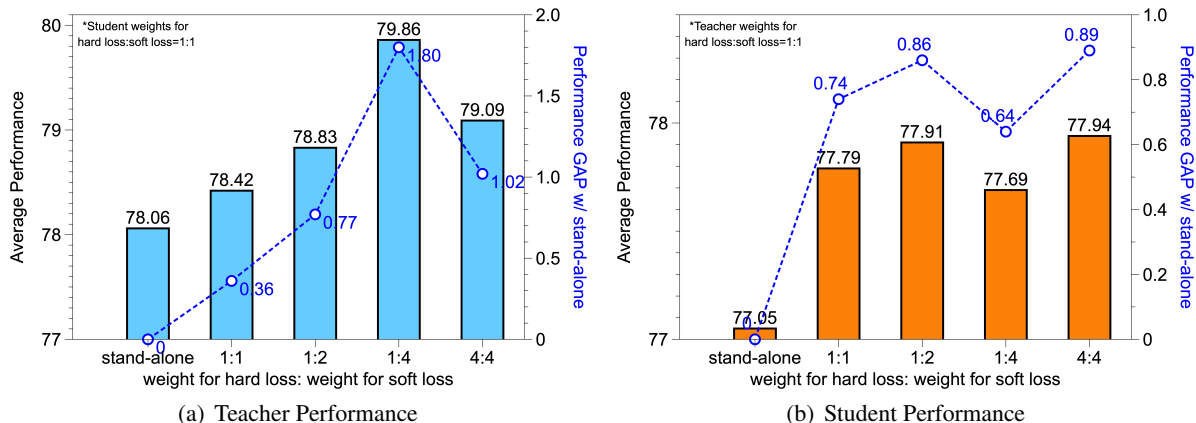 *Student weights for
hard loss:soft loss=1:1
80
79
78
77
Average Performance
78.06
78.42
78.83
79.86
79.09
0
0.36
0.77
1.80
1.02
2.0
1.5
1.0
0.5
0
Performance GAP w/ stand-alone
stand-alone 1:1 1:2 1:4 4:4
weight for hard loss: weight for soft loss
(a) Teacher Performance
*Teacher weights for
hard loss:soft loss=1:1
78
77
Average Performance
77.05
77.79
77.91
77.69
77.94
0
0.74
0.86
0.64
0.89
1.0
0.8
0.6
0.4
0.2
0
Performance GAP w/ stand-alone
stand-alone 1:1 1:2 1:4 4:4
weight for hard loss: weight for soft loss
(b) Student Performance